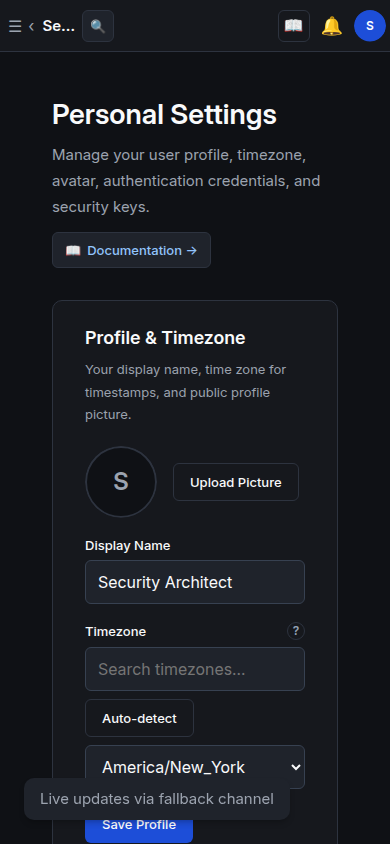 ☰ ‹ Se... 🔍 📖 🔔 S
Personal Settings
Manage your user profile, timezone,
avatar, authentication credentials, and
security keys.
📖 Documentation →
Profile & Timezone
Your display name, time zone for
timestamps, and public profile
picture.
S
Upload Picture
Display Name
Security Architect
Timezone ?
Search timezones...
Auto-detect
America/New_York
Live updates via fallback channel
Save Profile